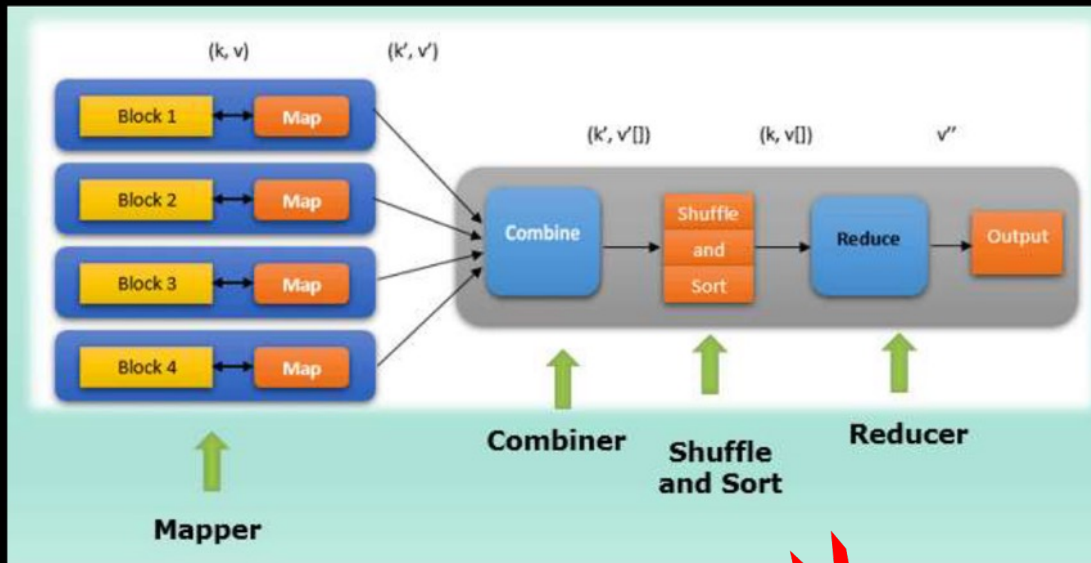 (k, v)
(k', v')
Block 1
Map
Block 2
Map
Block 3
Map
Block 4
Map
(k', v'[])
(k, v[])
v''
Combine
Shuffle
and
Sort
Reduce
Output
Mapper
Combiner
Shuffle
and Sort
Reducer